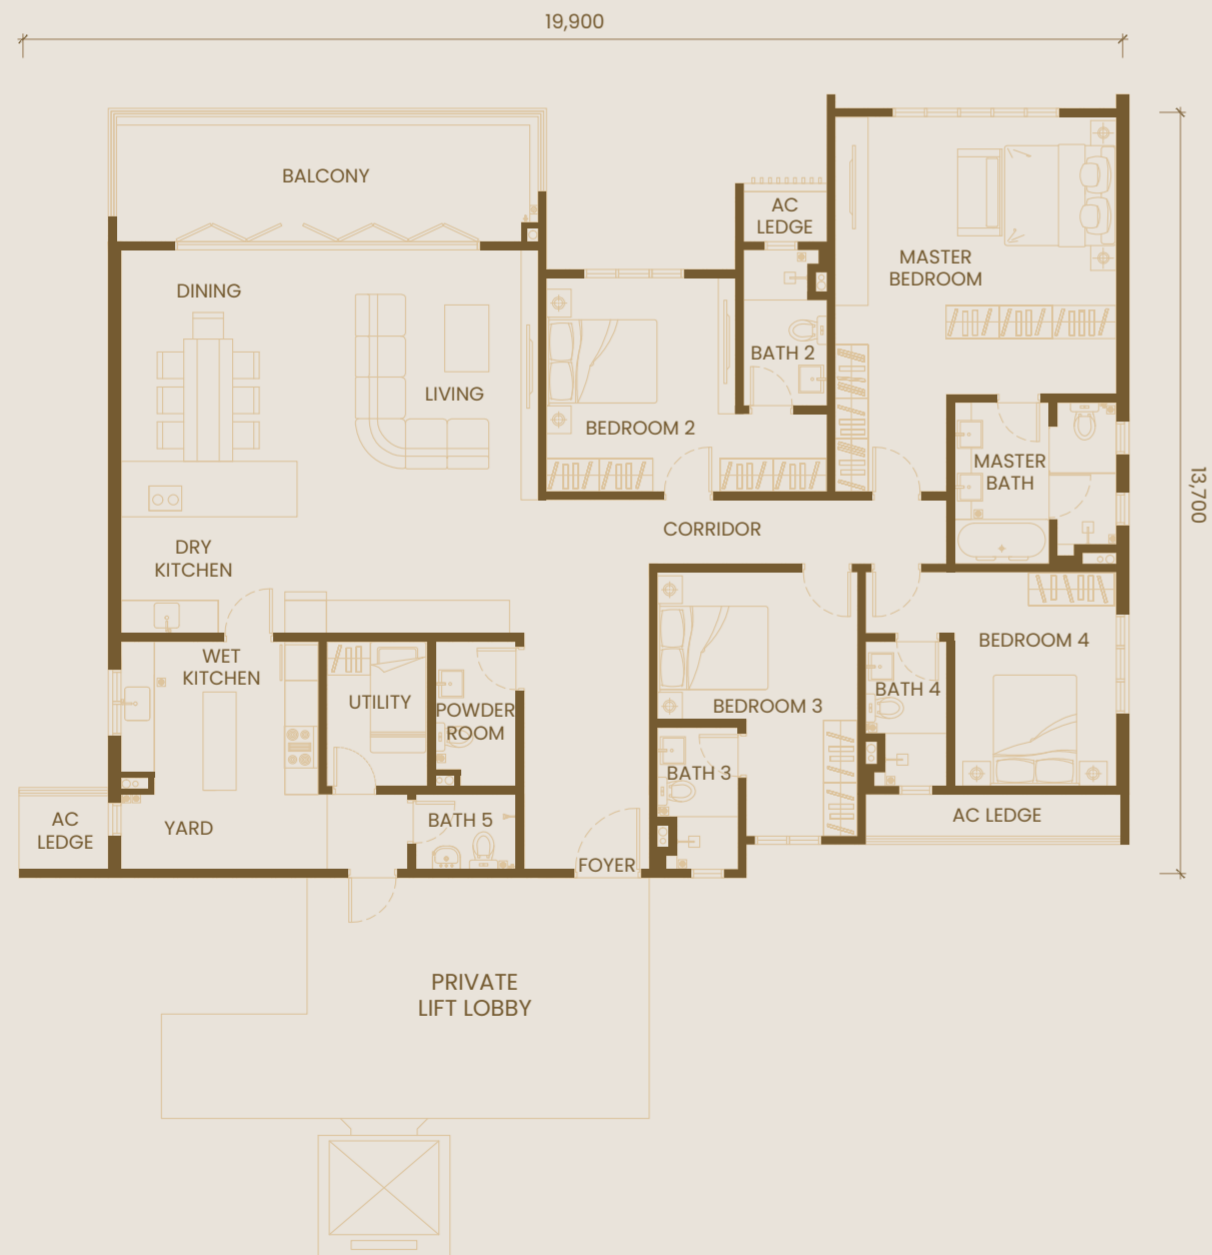 19,900
BALCONY
AC
LEDGE
MASTER
BEDROOM
DINING
BATH 2
LIVING
BEDROOM 2
MASTER
BATH
13,700
CORRIDOR
DRY
KITCHEN
WET
KITCHEN
UTILITY
POWDER
ROOM
BEDROOM 3
BATH 4
BEDROOM 4
BATH 3
AC
LEDGE
YARD
BATH 5
AC LEDGE
FOYER
PRIVATE
LIFT LOBBY